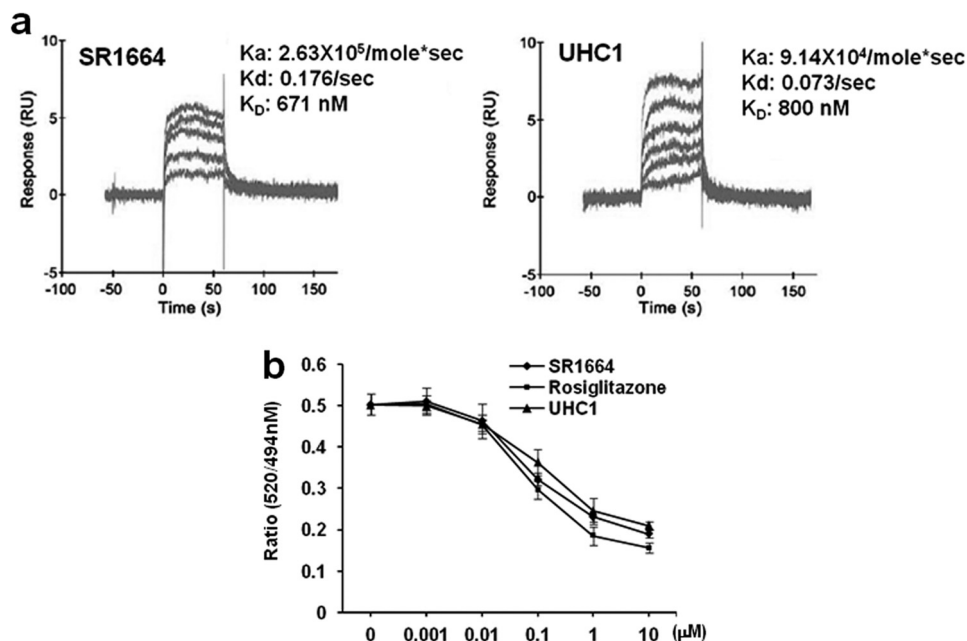 a
SR1664
Ka: 2.63X10⁵/mole*sec
Kd: 0.176/sec
K_D: 671 nM
10
5
0
-5
Response (RU)
-100 -50 0 50 100 150
Time (s)
UHC1
Ka: 9.14X10⁴/mole*sec
Kd: 0.073/sec
K_D: 800 nM
10
5
0
-5
Response (RU)
-100 -50 0 50 100 150
Time (s)
b
SR1664
Rosiglitazone
UHC1
0.6
0.5
0.4
0.3
0.2
0.1
0
Ratio (520/494nM)
0 0.001 0.01 0.1 1 10 (μM)